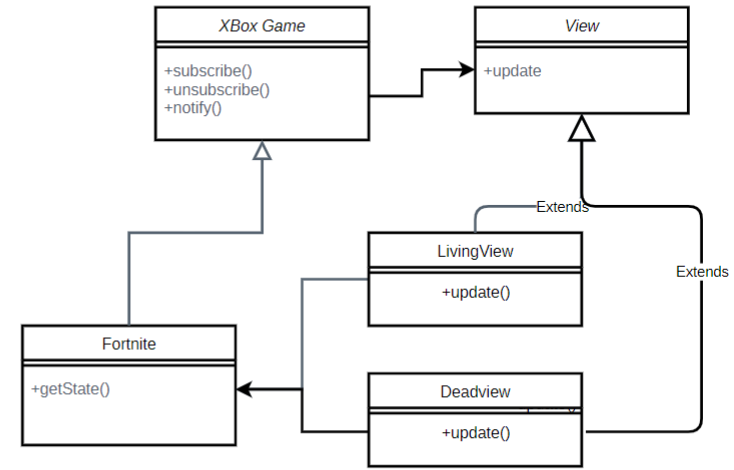 XBox Game
+subscribe()
+unsubscribe()
+notify()
View
+update
Extends
LivingView
+update()
Extends
Fortnite
+getState()
Deadview
+update()